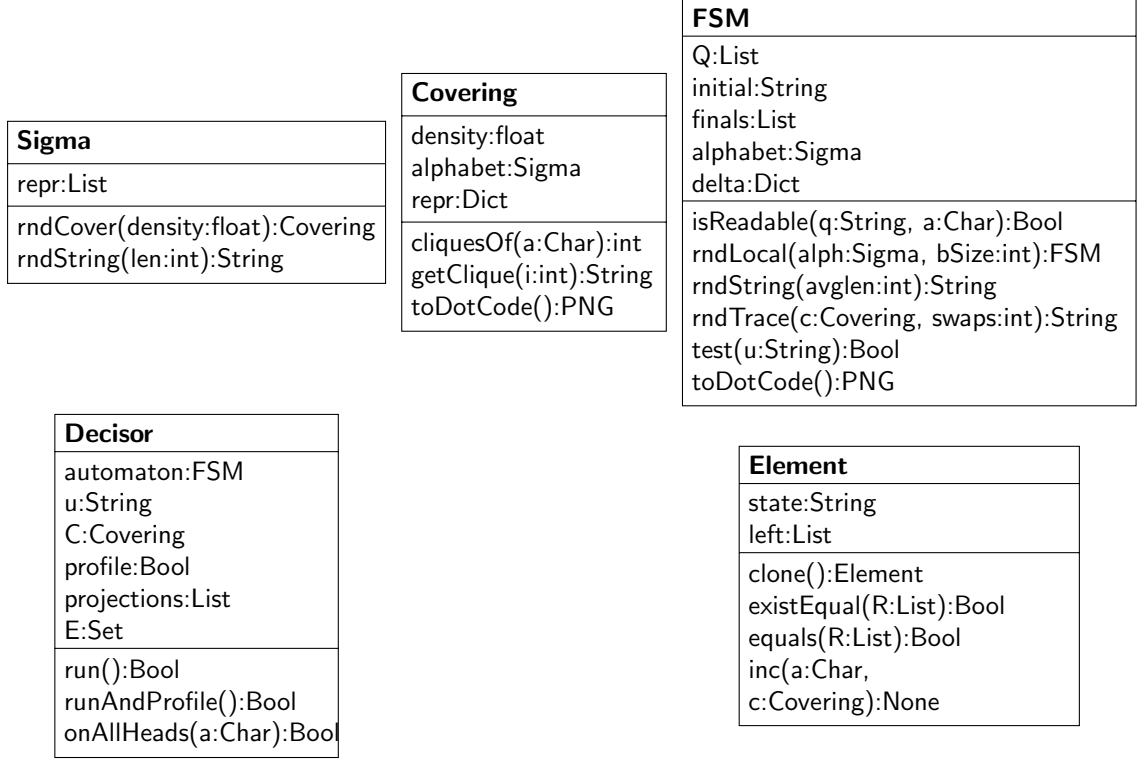 Sigma
repr:List
rndCover(density:float):Covering
rndString(len:int):String
Covering
density:float
alphabet:Sigma
repr:Dict
cliquesOf(a:Char):int
getClique(i:int):String
toDotCode():PNG
FSM
Q:List
initial:String
finals:List
alphabet:Sigma
delta:Dict
isReadable(q:String, a:Char):Bool
rndLocal(alph:Sigma, bSize:int):FSM
rndString(avglen:int):String
rndTrace(c:Covering, swaps:int):String
test(u:String):Bool
toDotCode():PNG
Decisor
automaton:FSM
u:String
C:Covering
profile:Bool
projections:List
E:Set
run():Bool
runAndProfile():Bool
onAllHeads(a:Char):Bool
Element
state:String
left:List
clone():Element
existEqual(R:List):Bool
equals(R:List):Bool
inc(a:Char,
c:Covering):None